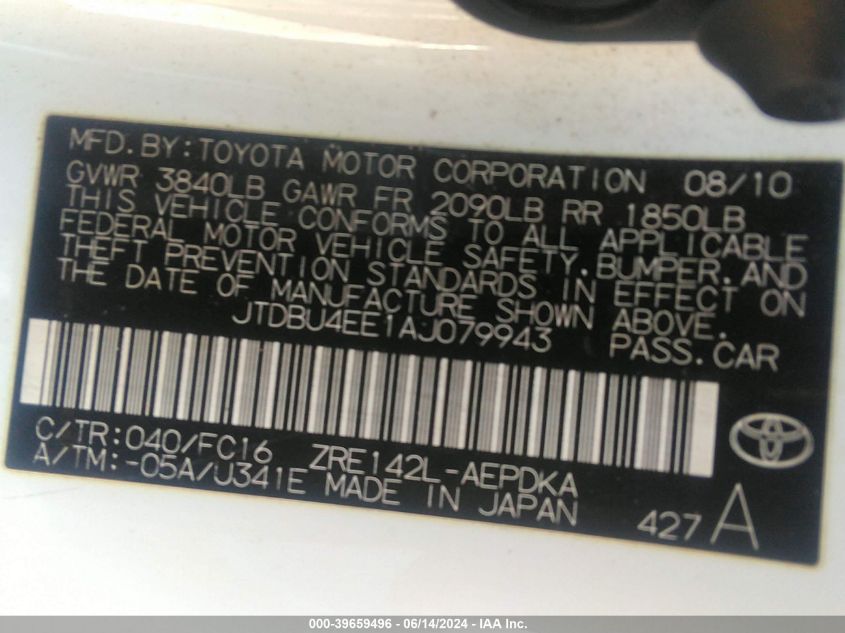 MFD.BY:TOYOTA MOTOR CORPORATION 08/10
GVWR 3840LB GAWR FR 2090LB RR 1850LB
THIS VEHICLE CONFORMS TO ALL APPLICABLE
FEDERAL MOTOR VEHICLE SAFETY,BUMPER,AND
THEFT PREVENTION STANDARDS IN EFFECT ON
THE DATE OF MANUFACTURE SHOWN ABOVE.
JTDBU4EE1AJ079943 PASS.CAR
C/TR:040/FC16 ZRE142L-AEPDKA
A/TM:-05A/U341E MADE IN JAPAN
427 A
000-39659496 - 06/14/2024 - IAA Inc.